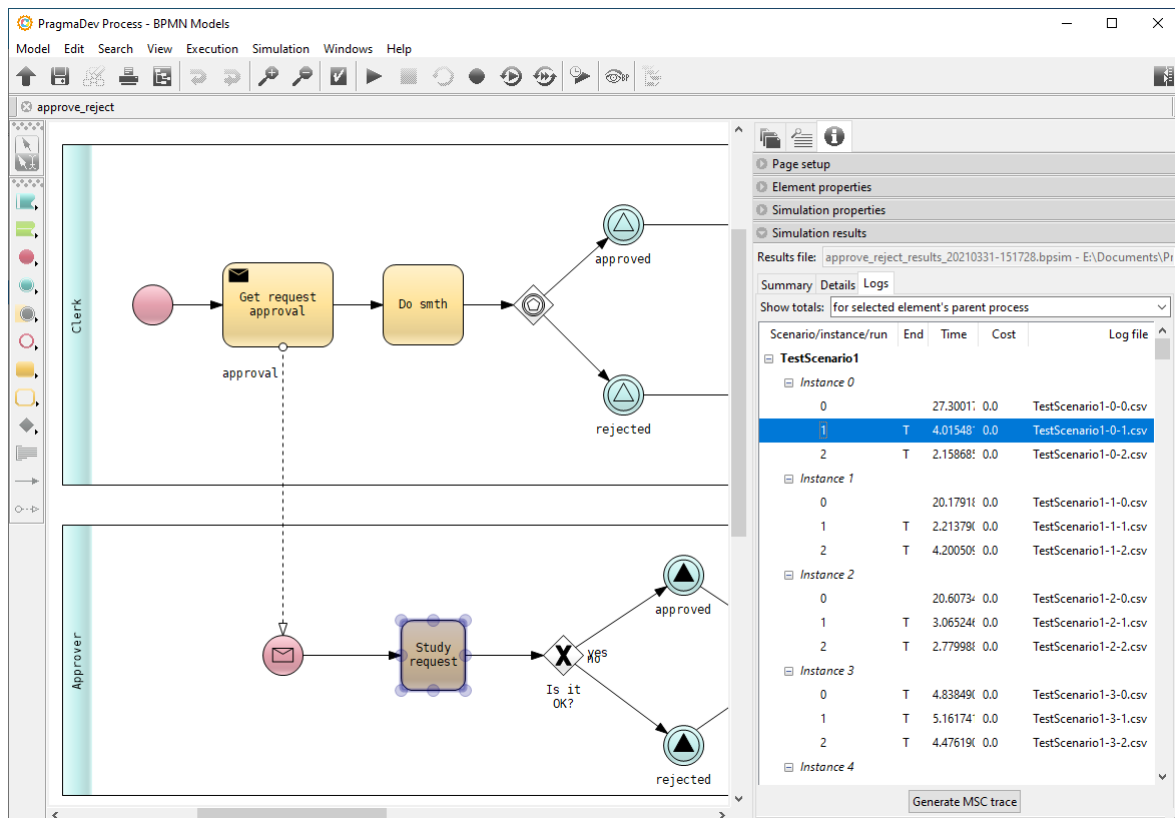 PragmaDev Process - BPMN Models
Model Edit Search View Execution Simulation Windows Help
approve_reject
Clerk
Get request
approval
Do smth
approved
rejected
approval
Approver
Study
request
yes
no
Is it
OK?
approved
rejected
Page setup
Element properties
Simulation properties
Simulation results
Results file: approve_reject_results_20210331-151728.bpsim - E:\Documents\Pr
Summary Details Logs
Show totals: for selected element's parent process
Scenario/instance/run End Time Cost Log file
TestScenario1
Instance 0
0 27.30017 0.0 TestScenario1-0-0.csv
1 T 4.01548 0.0 TestScenario1-0-1.csv
2 T 2.15868 0.0 TestScenario1-0-2.csv
Instance 1
0 20.17918 0.0 TestScenario1-1-0.csv
1 T 2.21379 0.0 TestScenario1-1-1.csv
2 T 4.20050 0.0 TestScenario1-1-2.csv
Instance 2
0 20.60734 0.0 TestScenario1-2-0.csv
1 T 3.065246 0.0 TestScenario1-2-1.csv
2 T 2.77998 0.0 TestScenario1-2-2.csv
Instance 3
0 T 4.83849 0.0 TestScenario1-3-0.csv
1 T 5.16174 0.0 TestScenario1-3-1.csv
2 T 4.47619 0.0 TestScenario1-3-2.csv
Instance 4
Generate MSC trace